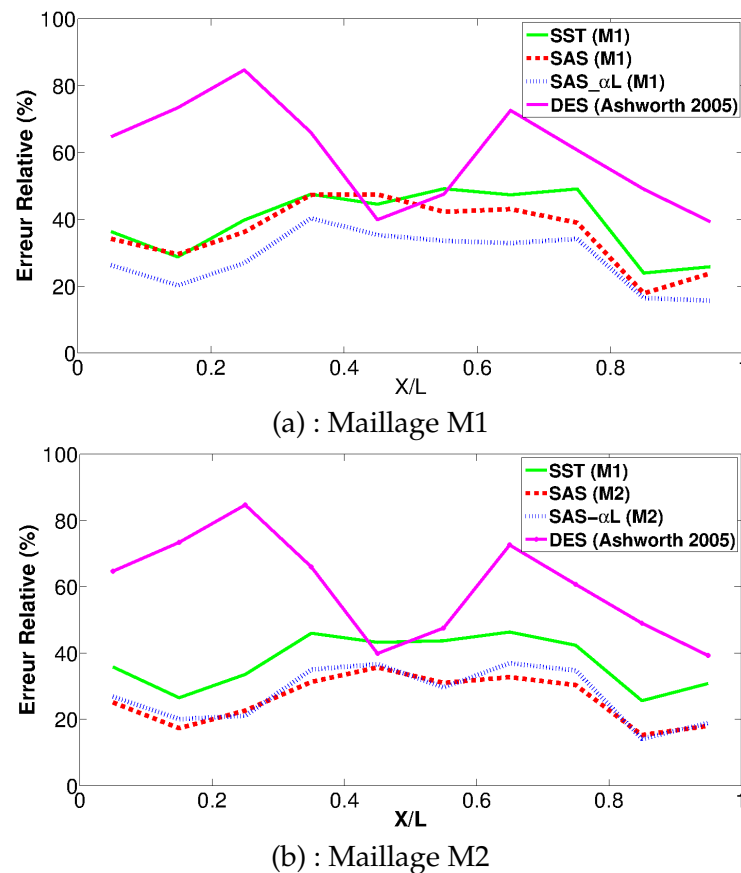 100
80
60
40
20
0
Erreur Relative (%)
SST (M1)
SAS (M1)
SAS_αL (M1)
DES (Ashworth 2005)
0 0.2 0.4 0.6 0.8 1
X/L
(a) : Maillage M1
100
80
60
40
20
0
Erreur Relative (%)
SST (M1)
SAS (M2)
SAS-αL (M2)
DES (Ashworth 2005)
0 0.2 0.4 0.6 0.8 1
X/L
(b) : Maillage M2